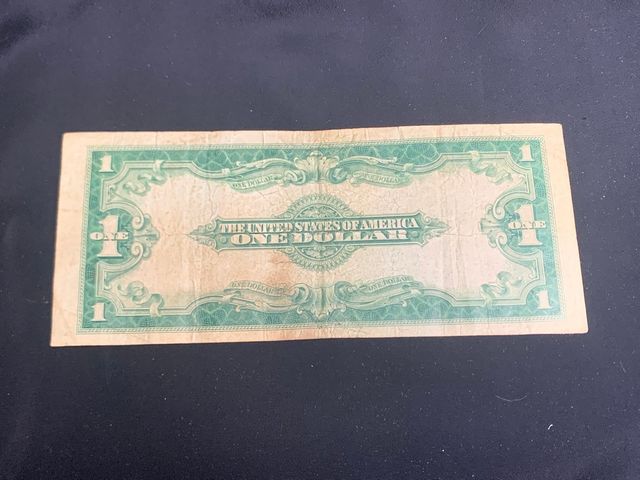 1 1
ONE DOLLAR ONE DOLLAR
1 THE UNITED STATES OF AMERICA 1
ONE ONE DOLLAR ONE
ONE DOLLAR ONE DOLLAR
1 1